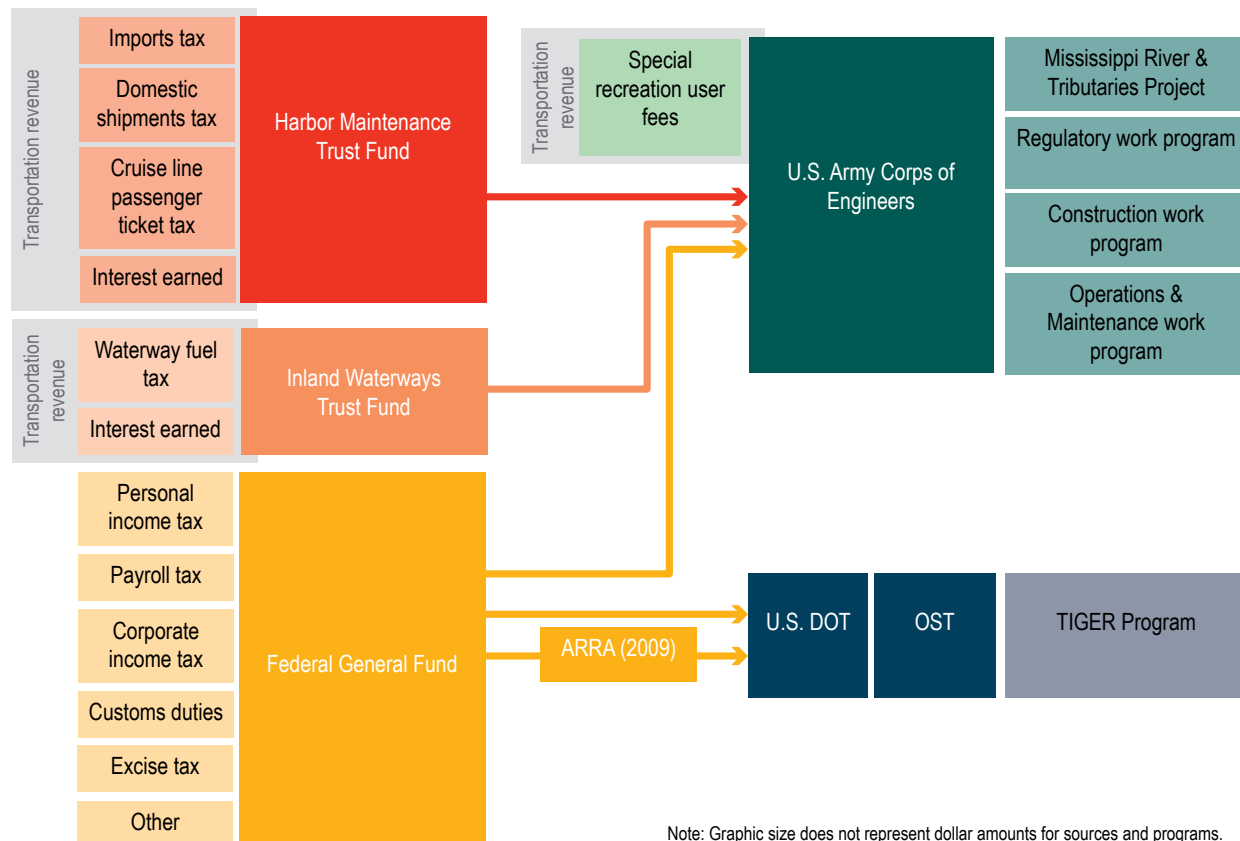 Transportation revenue
Imports tax
Domestic
shipments tax
Cruise line
passenger
ticket tax
Interest earned
Harbor Maintenance
Trust Fund
Transportation
revenue
Special
recreation user
fees
U.S. Army Corps of
Engineers
Mississippi River &
Tributaries Project
Regulatory work program
Construction work
program
Operations &
Maintenance work
program
Transportation
revenue
Waterway fuel
tax
Interest earned
Inland Waterways
Trust Fund
Personal
income tax
Payroll tax
Corporate
income tax
Customs duties
Excise tax
Other
Federal General Fund
ARRA (2009)
U.S. DOT
OST
TIGER Program
Note: Graphic size does not represent dollar amounts for sources and programs.